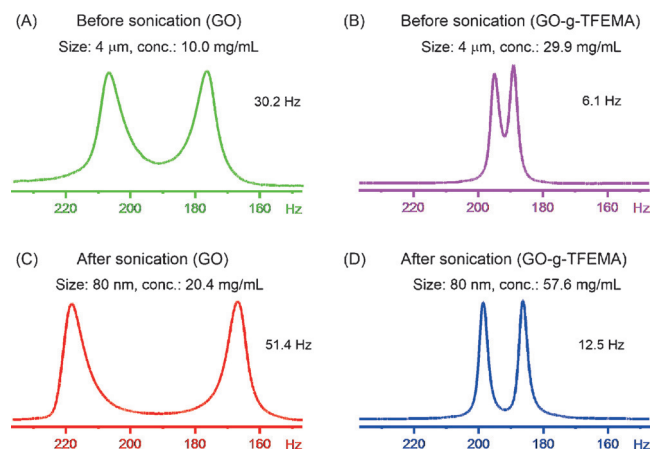 (A) Before sonication (GO)
Size: 4 μm, conc.: 10.0 mg/mL
30.2 Hz
220 200 180 160 Hz
(B) Before sonication (GO-g-TFEMA)
Size: 4 μm, conc.: 29.9 mg/mL
6.1 Hz
220 200 180 160 Hz
(C) After sonication (GO)
Size: 80 nm, conc.: 20.4 mg/mL
51.4 Hz
220 200 180 160 Hz
(D) After sonication (GO-g-TFEMA)
Size: 80 nm, conc.: 57.6 mg/mL
12.5 Hz
220 200 180 160 Hz